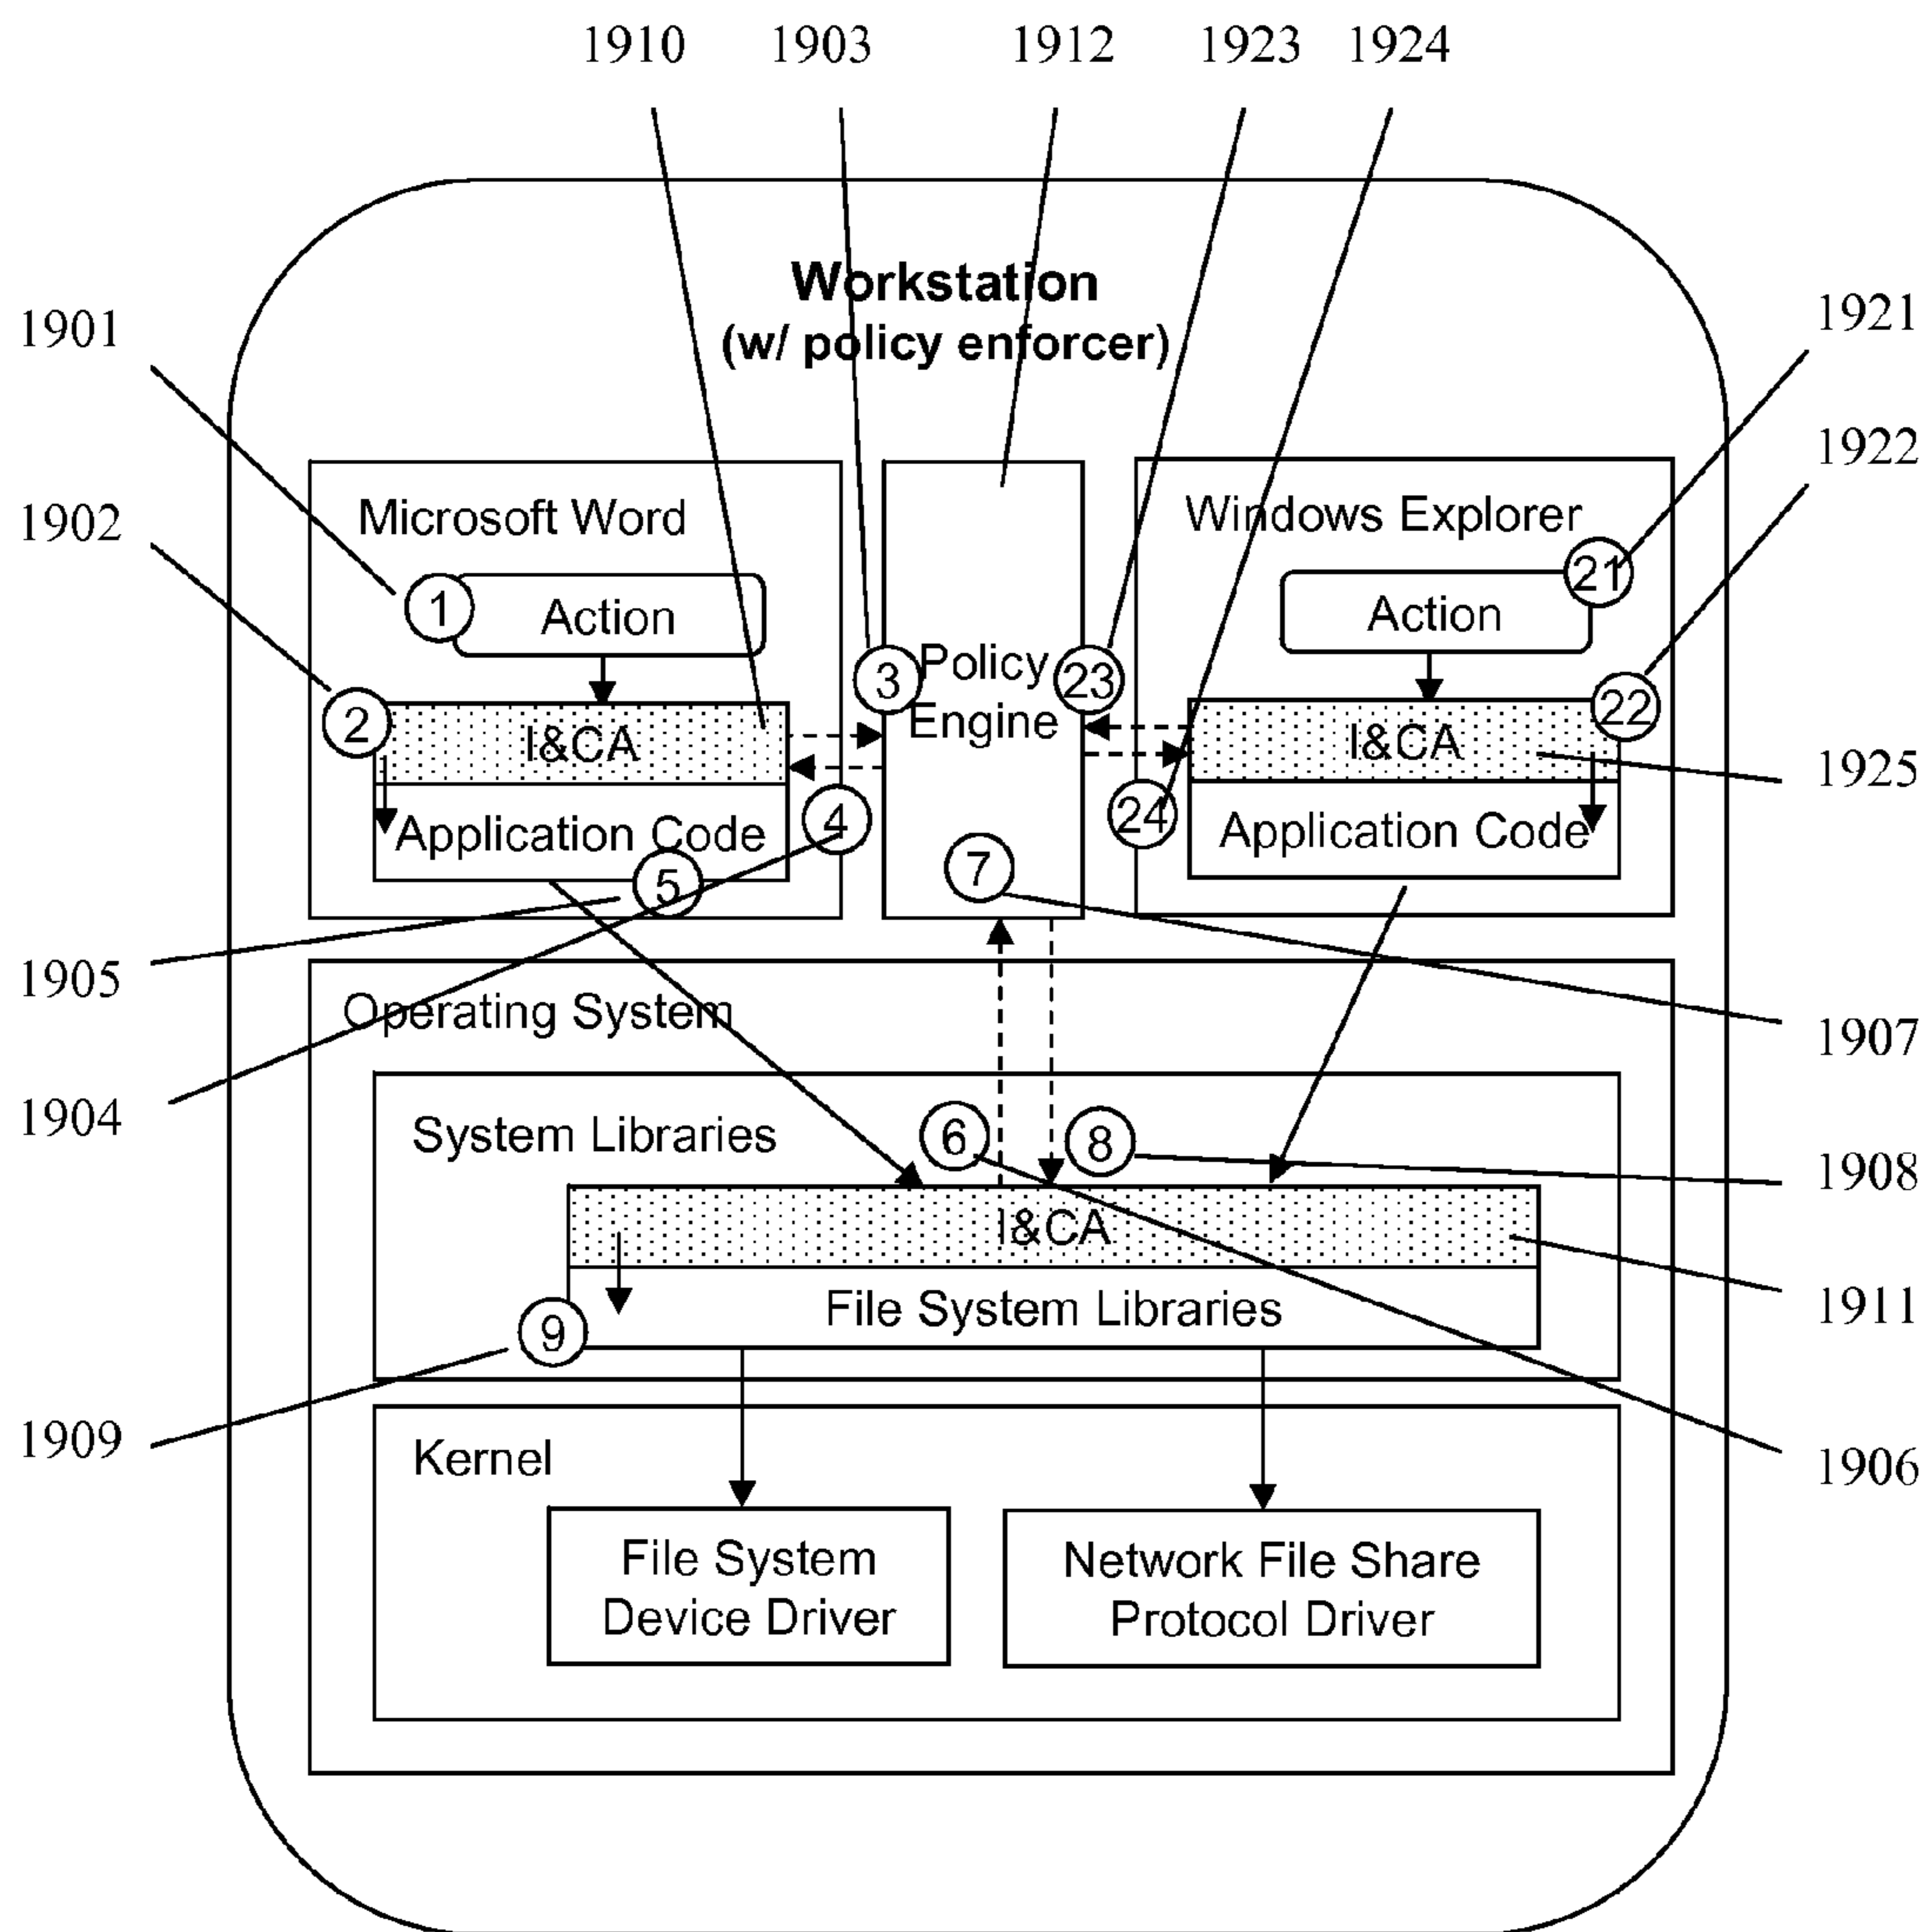 1910 1903 1912 1923 1924
Workstation
(w/ policy enforcer)
1901
1902
1905
1904
1909
1921
1922
1925
1907
1908
1911
1906
Microsoft Word
1
Action
2
I&CA
Application Code
5
3
4
Policy
Engine
7
23
24
Windows Explorer
21
Action
22
I&CA
Application Code
Operating System
System Libraries
6
8
I&CA
File System Libraries
9
Kernel
File System
Device Driver
Network File Share
Protocol Driver